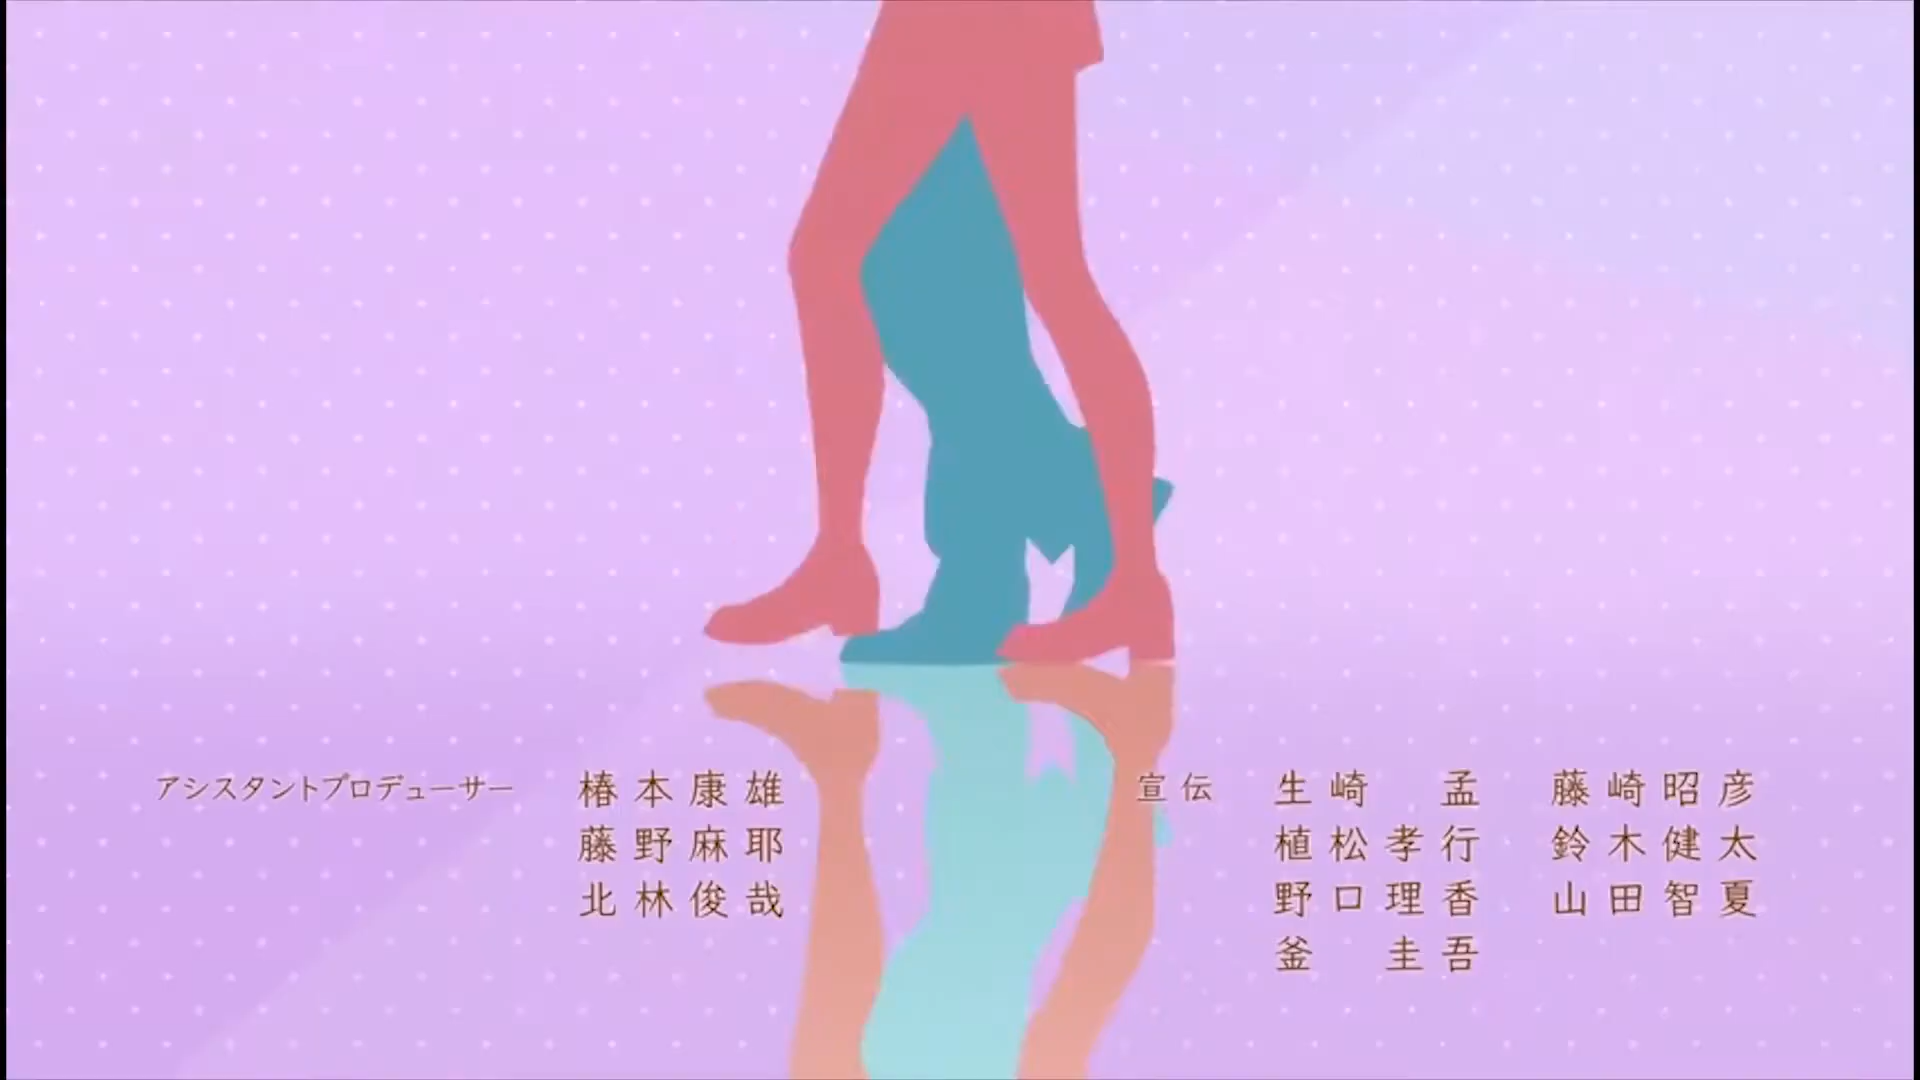 アシスタントプロデューサー 椿本康雄
藤野麻耶
北林俊哉
宣伝 生崎 孟 藤崎昭彦
植松孝行 鈴木健太
野口理香 山田智夏
釜 圭吾